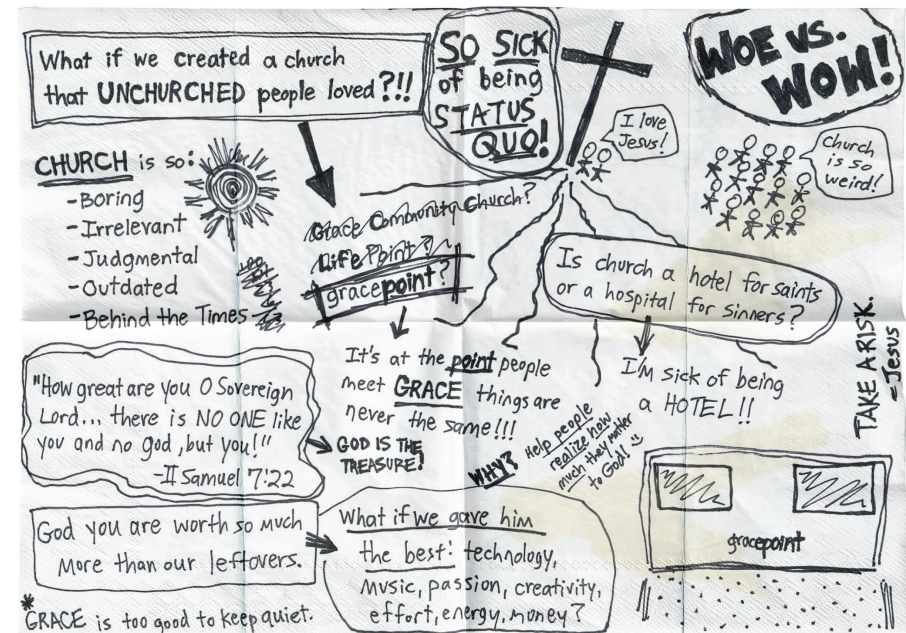 What if we created a church
that UNCHURCHED people loved?!!
SO SICK
of being
STATUS
QUO!
I love
Jesus!
WOE vs.
WOW!
Church
is so
weird!
CHURCH is so:
-Boring
-Irrelevant
-Judgmental
-Outdated
-Behind the Times
Grace Community Church?
Life Point?
gracepoint?
Is church a hotel for saints
or a hospital for sinners?
I'M sick of being
a HOTEL!!
TAKE A RISK.
-Jesus
It's at the point people
meet GRACE things are
never the same!!!
"How great are you O Sovereign
Lord... there is NO ONE like
you and no god, but you!"
-II Samuel 7:22
GOD IS THE
TREASURE!
WHY?
Help people
realize how
much they matter
to God!
God you are worth so much
more than our leftovers.
What if we gave him
the best: technology,
music, passion, creativity,
effort, energy, money?
gracepoint
*
GRACE is too good to keep quiet.